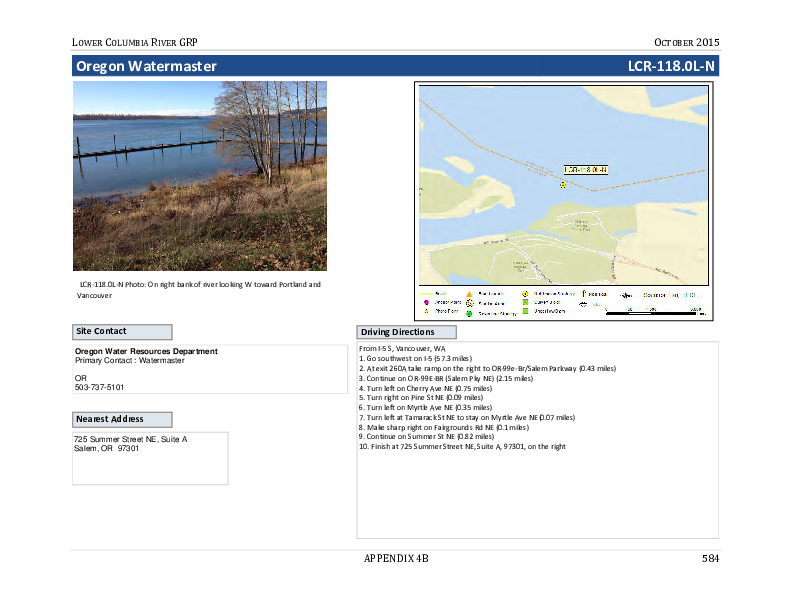 LOWER COLUMBIA RIVER GRP
OCTOBER 2015
Oregon Watermaster
LCR-118.0L-N
LCR-118.0L-N
LCR-118.0L-N Photo: On right bank of river looking W toward Portland and
Vancouver
Site Contact
Oregon Water Resources Department
Primary Contact : Watermaster
OR
503-737-5101
Nearest Address
725 Summer Street NE, Suite A
Salem, OR 97301
Driving Directions
From I-5 S, Vancouver, WA
1. Go southwest on I-5 (57.3 miles)
2. At exit 260A take ramp on the right to OR-99e-Br/Salem Parkway (0.43 miles)
3. Continue on OR-99E-BR (Salem Pky NE) (2.15 miles)
4. Turn left on Cherry Ave NE (0.75 miles)
5. Turn right on Pine St NE (0.09 miles)
6. Turn left on Myrtle Ave NE (0.35 miles)
7. Turn left at Tamarack St NE to stay on Myrtle Ave NE (0.07 miles)
8. Make sharp right on Fairgrounds Rd NE (0.1 miles)
9. Continue on Summer St NE (0.82 miles)
10. Finish at 725 Summer Street NE, Suite A, 97301, on the right
APPENDIX 4B
584